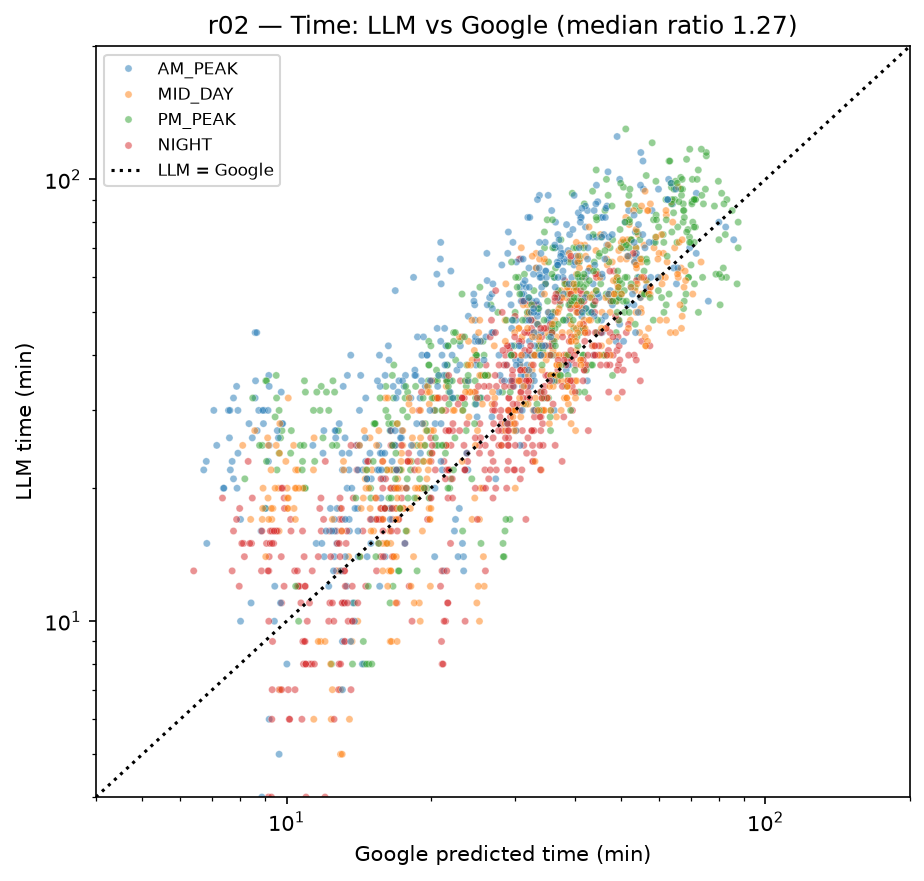 r02 — Time: LLM vs Google (median ratio 1.27)
AM_PEAK
MID_DAY
PM_PEAK
NIGHT
LLM = Google
10²
10¹
LLM time (min)
10¹
10²
Google predicted time (min)